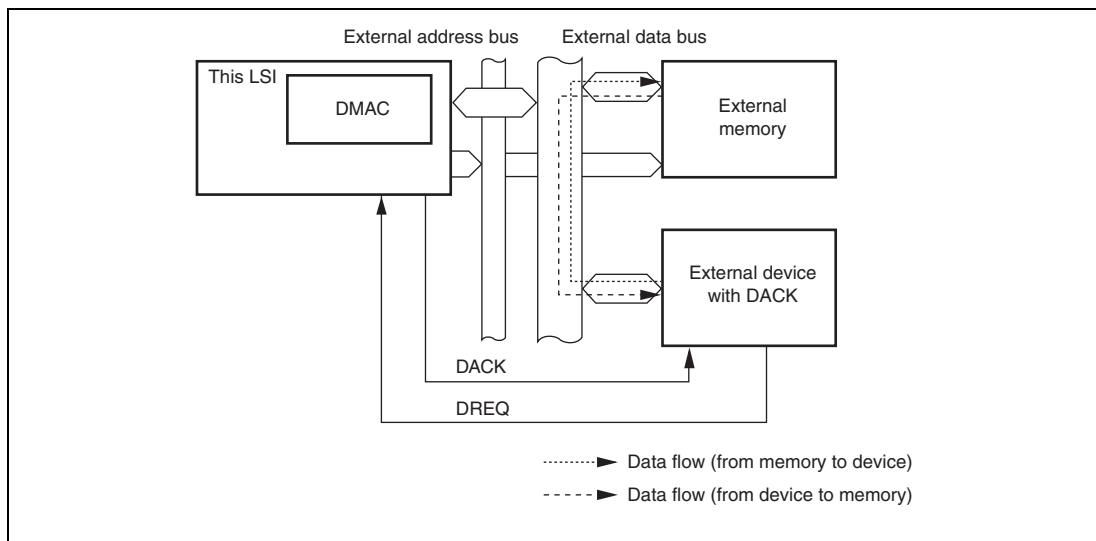 External address bus
External data bus
This LSI
DMAC
External
memory
External device
with DACK
DACK
DREQ
Data flow (from memory to device)
Data flow (from device to memory)